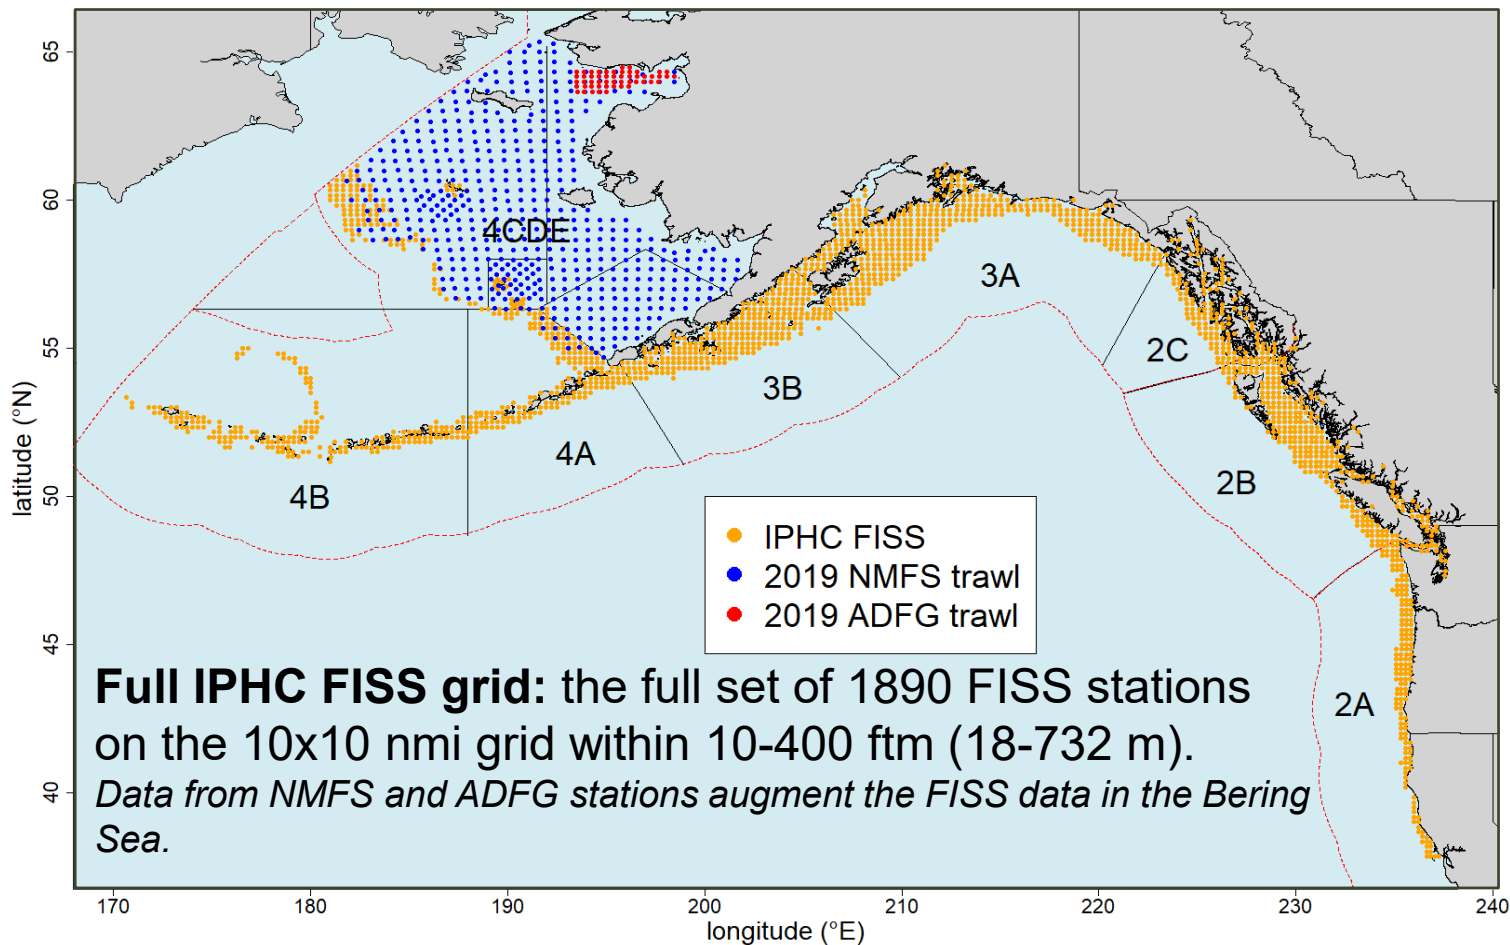 65
60
55
50
45
40
latitude (°N)
4CDE
3A
2C
3B
4A
2B
4B
IPHC FISS
2019 NMFS trawl
2019 ADFG trawl
2A
Full IPHC FISS grid: the full set of 1890 FISS stations
on the 10x10 nmi grid within 10-400 ftm (18-732 m).
Data from NMFS and ADFG stations augment the FISS data in the Bering
Sea.
170 180 190 200 210 220 230 240
longitude (°E)